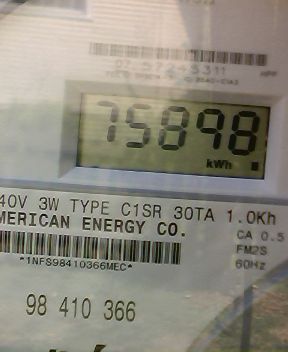 75898
kWh
40V 3W TYPE C1SR 30TA 1.0Kh
MERICAN ENERGY CO.
CA 0.5
FM2S
60Hz
*1NFS98410366MEC*
98 410 366